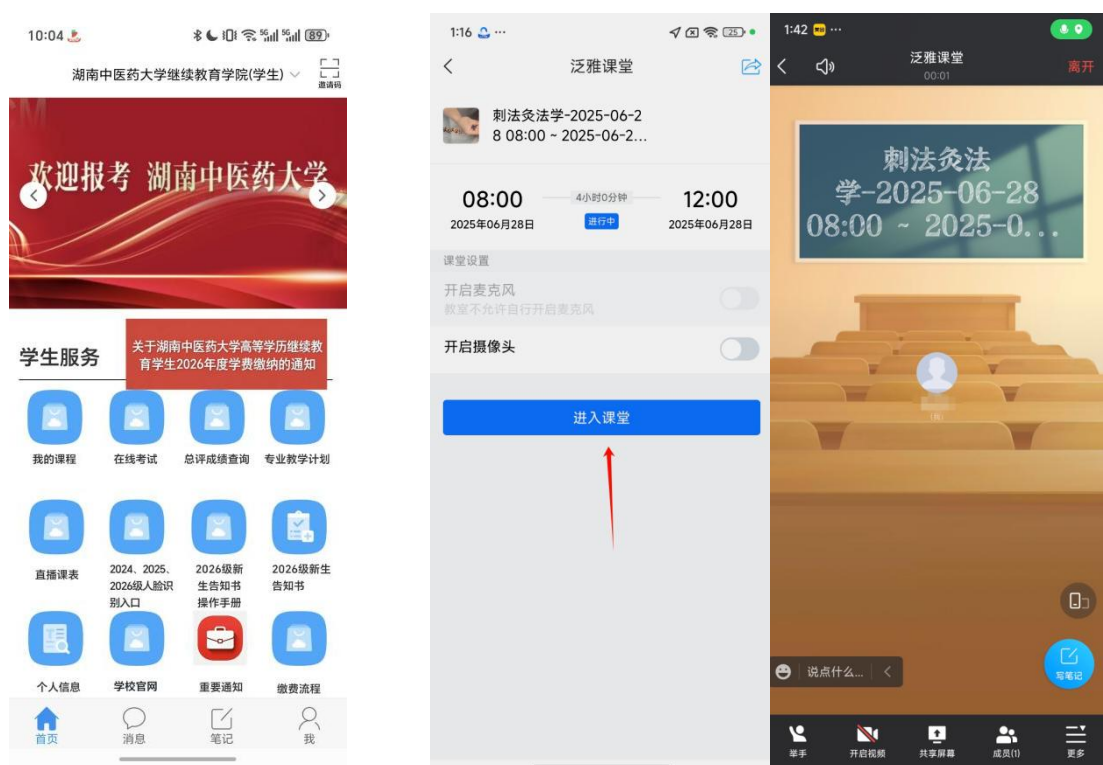 10:04
89
湖南中医药大学继续教育学院(学生)
邀请码
欢迎报考 湖南中医药大学
学生服务
关于湖南中医药大学高等学历继续教
育学生2026年度学费缴纳的通知
我的课程
在线考试
总评成绩查询
专业教学计划
直播课表
2024、2025、
2026级人脸识
别入口
2026级新
生告知书
操作手册
2026级新生
告知书
个人信息
学校官网
重要通知
缴费流程
首页
消息
笔记
我
1:16
25
泛雅课堂
刺法灸法学-2025-06-2
8 08:00 ~ 2025-06-2...
08:00
4小时0分钟
12:00
2025年06月28日
进行中
2025年06月28日
课堂设置
开启麦克风
教室不允许自行开启麦克风
开启摄像头
进入课堂
1:42
泛雅课堂
00:01
离开
刺法灸法
学-2025-06-28
08:00 ~ 2025-0...
(我)
说点什么...
写笔记
举手
开启视频
共享屏幕
成员(1)
更多